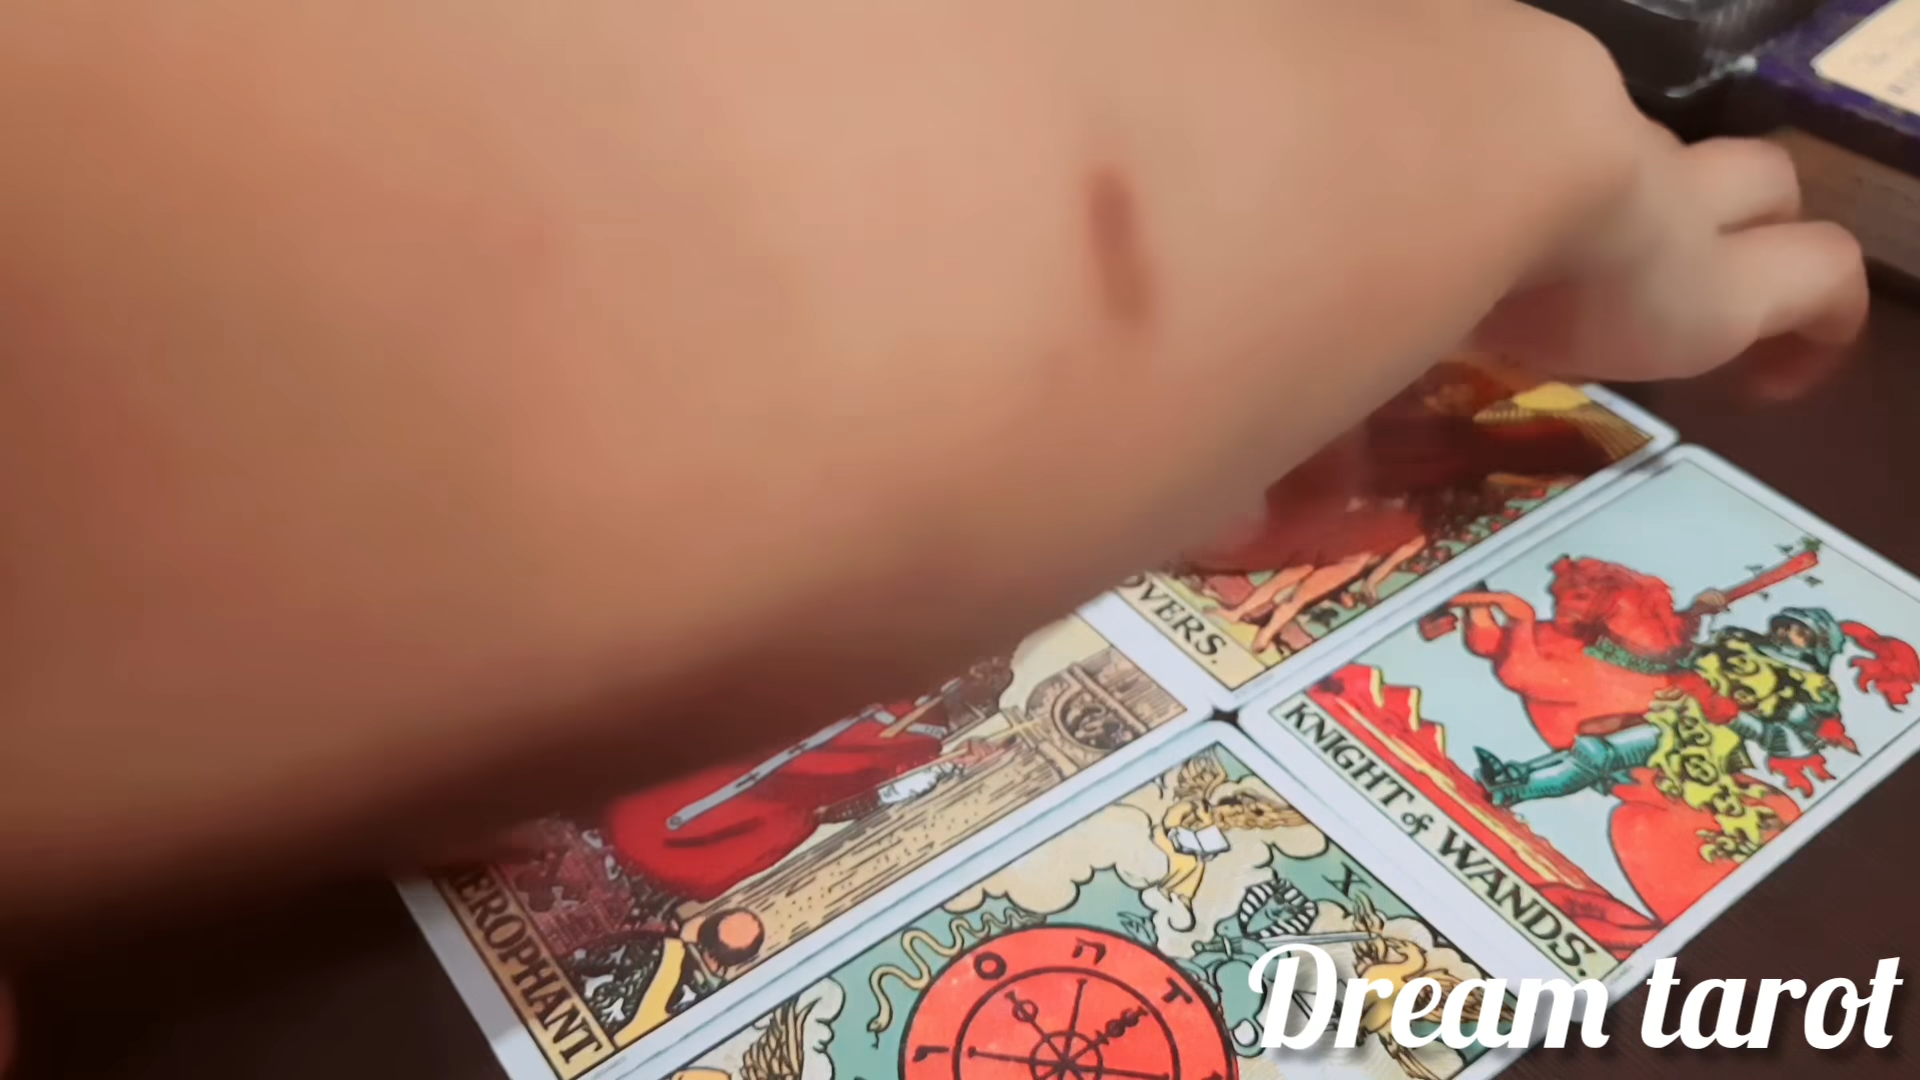 OVERS.
KNIGHT of WANDS.
EROPHANT
X
Dream tarot